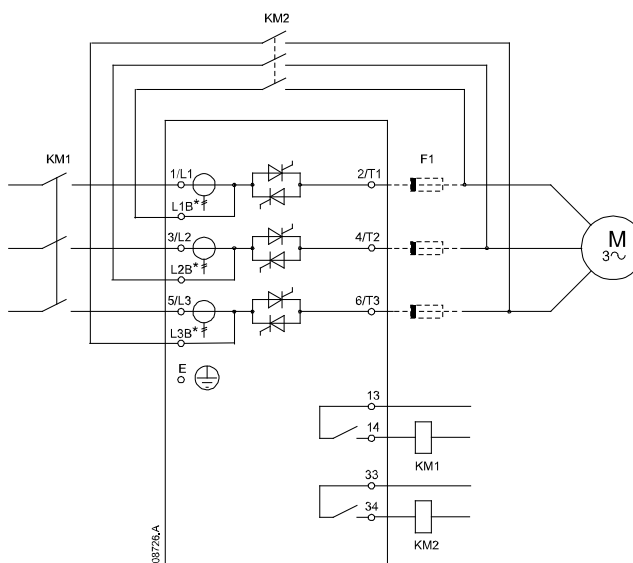 KM2
KM1
1/L1
2/T1
F1
L1B*
3/L2
4/T2
M
3~
L2B*
5/L3
6/T3
L3B*
E
13
14
KM1
33
34
KM2
08726.A